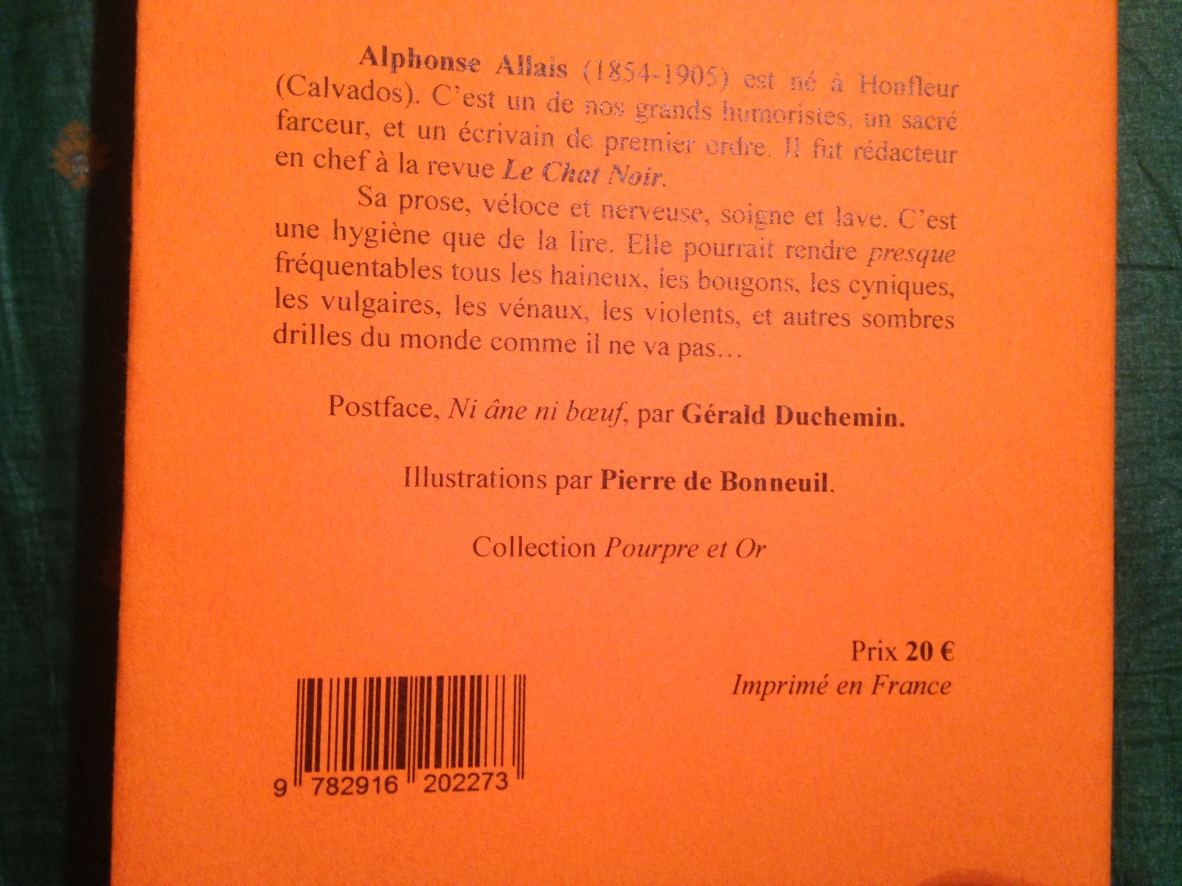 Alphonse Allais (1854-1905) est né à Honfleur
(Calvados). C'est un de nos grands humoristes, un sacré
farceur, et un écrivain de premier ordre. Il fut rédacteur
en chef à la revue Le Chat Noir.
Sa prose, véloce et nerveuse, soigne et lave. C'est
une hygiène que de la lire. Elle pourrait rendre presque
fréquentables tous les haineux, les bougons, les cyniques,
les vulgaires, les vénaux, les violents, et autres sombres
drilles du monde comme il ne va pas…
Postface, Ni âne ni bœuf, par Gérald Duchemin.
Illustrations par Pierre de Bonneuil.
Collection Pourpre et Or
Prix 20 €
Imprimé en France
9 782916 202273